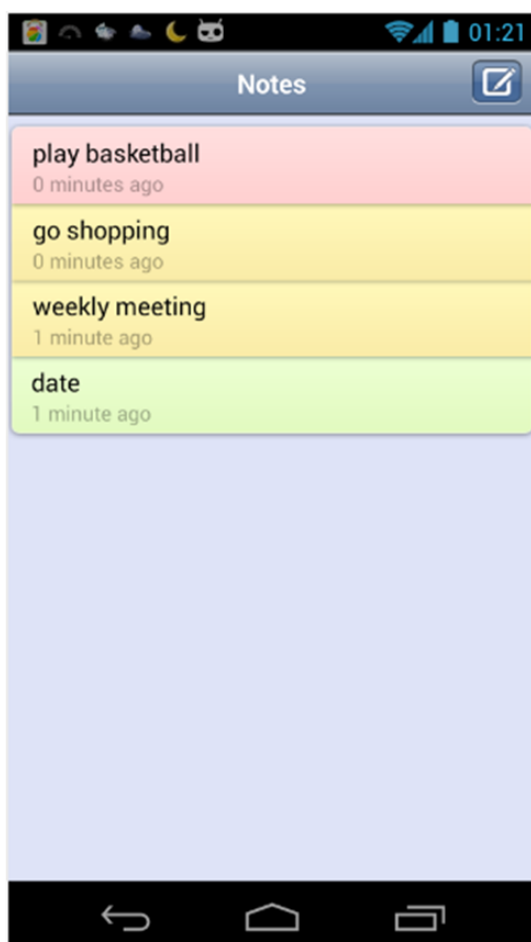 01:21
Notes
play basketball
0 minutes ago
go shopping
0 minutes ago
weekly meeting
1 minute ago
date
1 minute ago